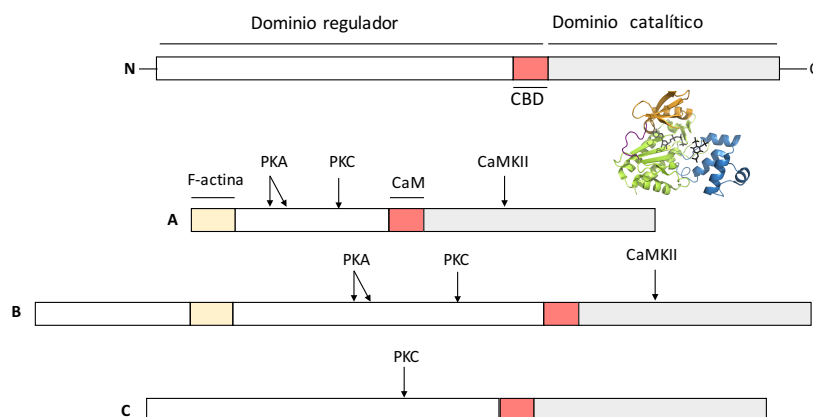 Dominio regulador Dominio catalítico
N C
CBD
F-actina PKA PKC CaM CaMKII
A
PKA PKC CaMKII
B
PKC
C